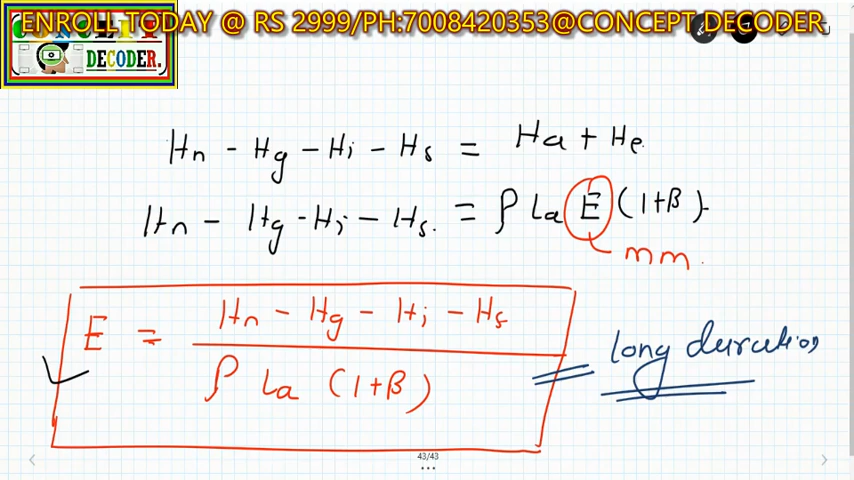 ENROLL TODAY @ RS 2999/PH:7008420353@CONCEPT DECODER.
DECODER.
Hn - Hg - Hi - Hs = Ha + He
Hn - Hg - Hi - Hs. = ρ La E (1+β)
mm.
E = Hn - Hg - Hi - Hs / ρ La (1+β)
long duration
43/43